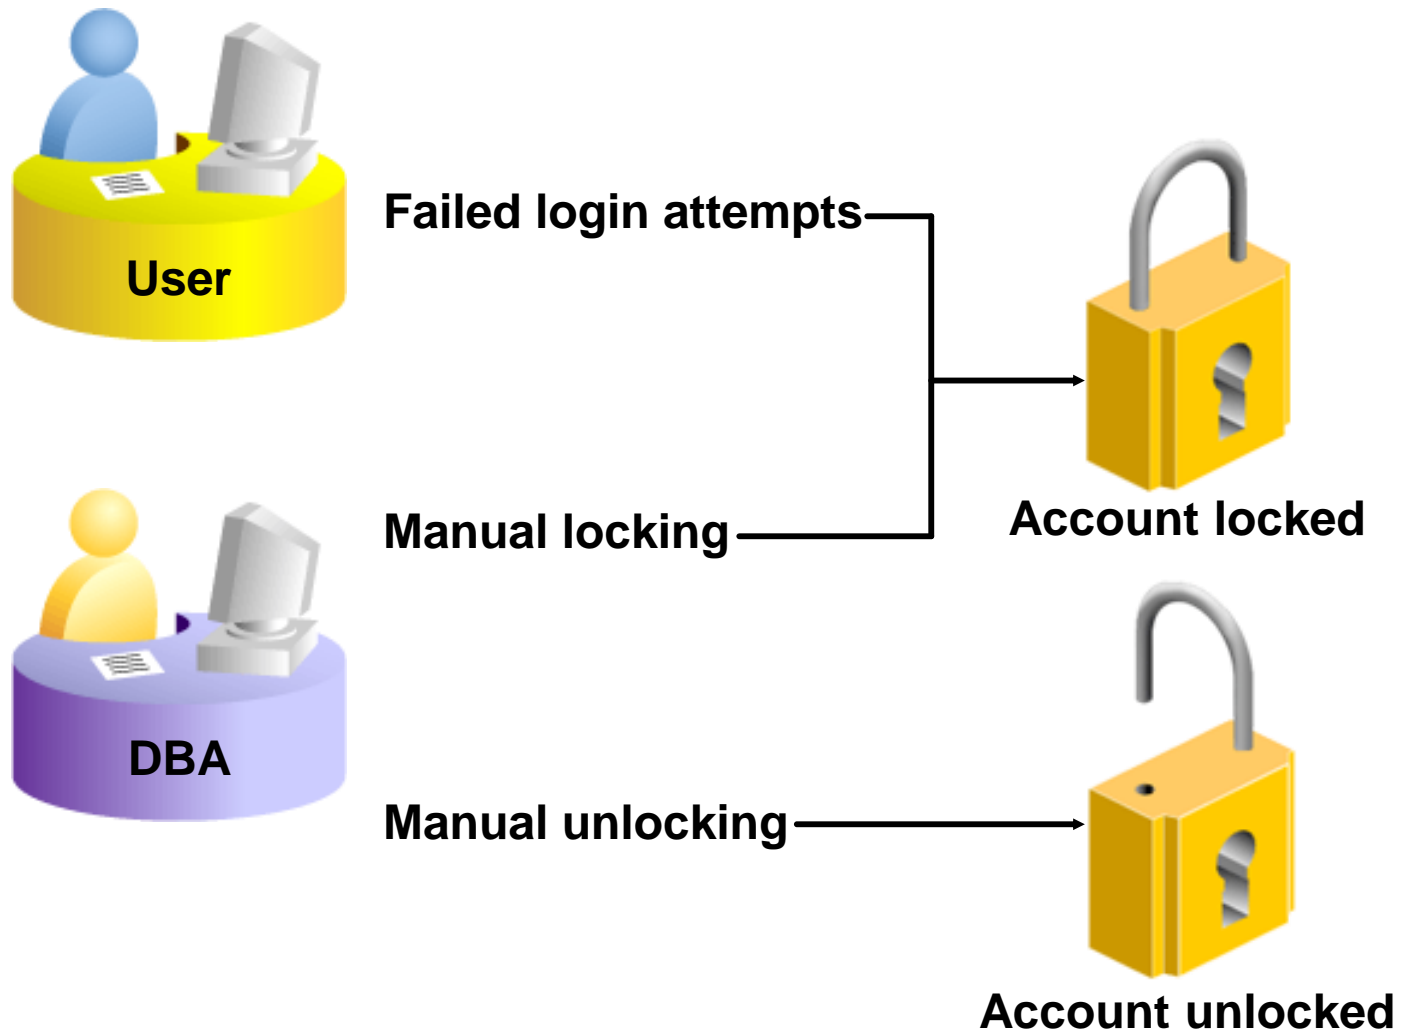 Failed login attempts
User
Manual locking
Account locked
DBA
Manual unlocking
Account unlocked